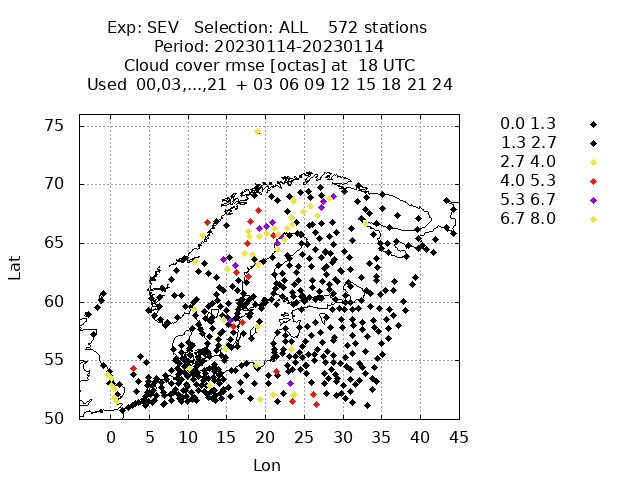 Exp: SEV   Selection: ALL    572 stations
Period: 20230114-20230114
Cloud cover rmse [octas] at  18 UTC
Used  00,03,...,21  + 03 06 09 12 15 18 21 24
0.0 1.3
1.3 2.7
2.7 4.0
4.0 5.3
5.3 6.7
6.7 8.0
75
70
65
60
55
50
Lat
0 5 10 15 20 25 30 35 40 45
Lon